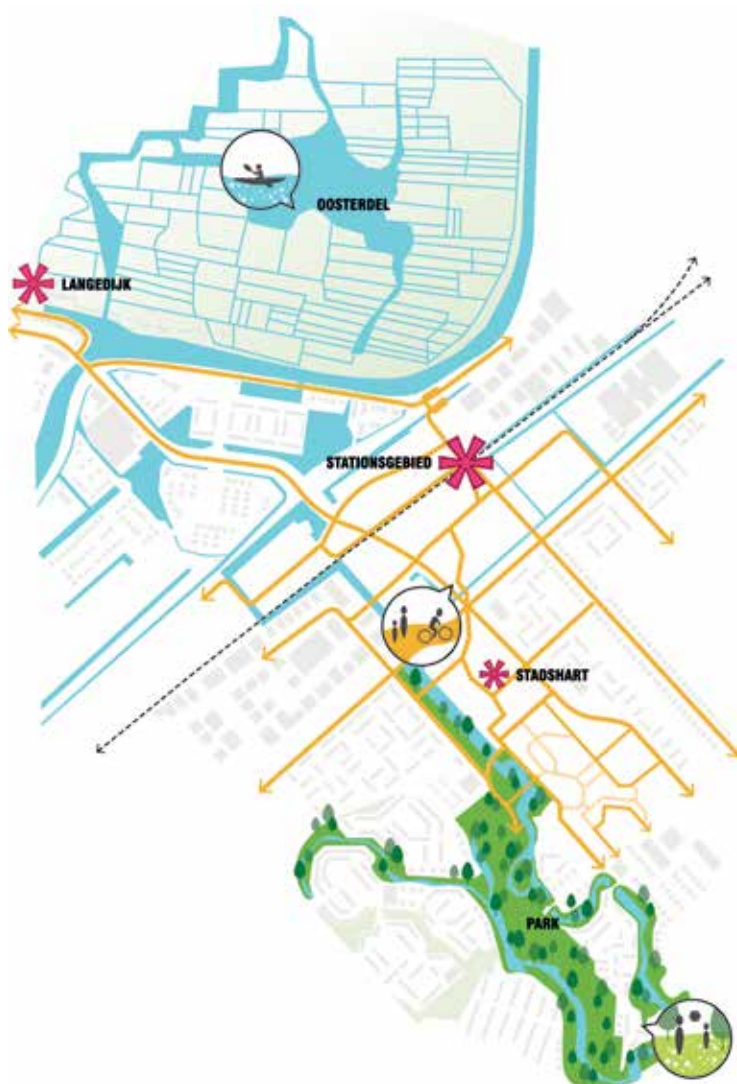 OOSTERDEL
LANGEDIJK
STATIONSGEBIED
STADSHART
PARK